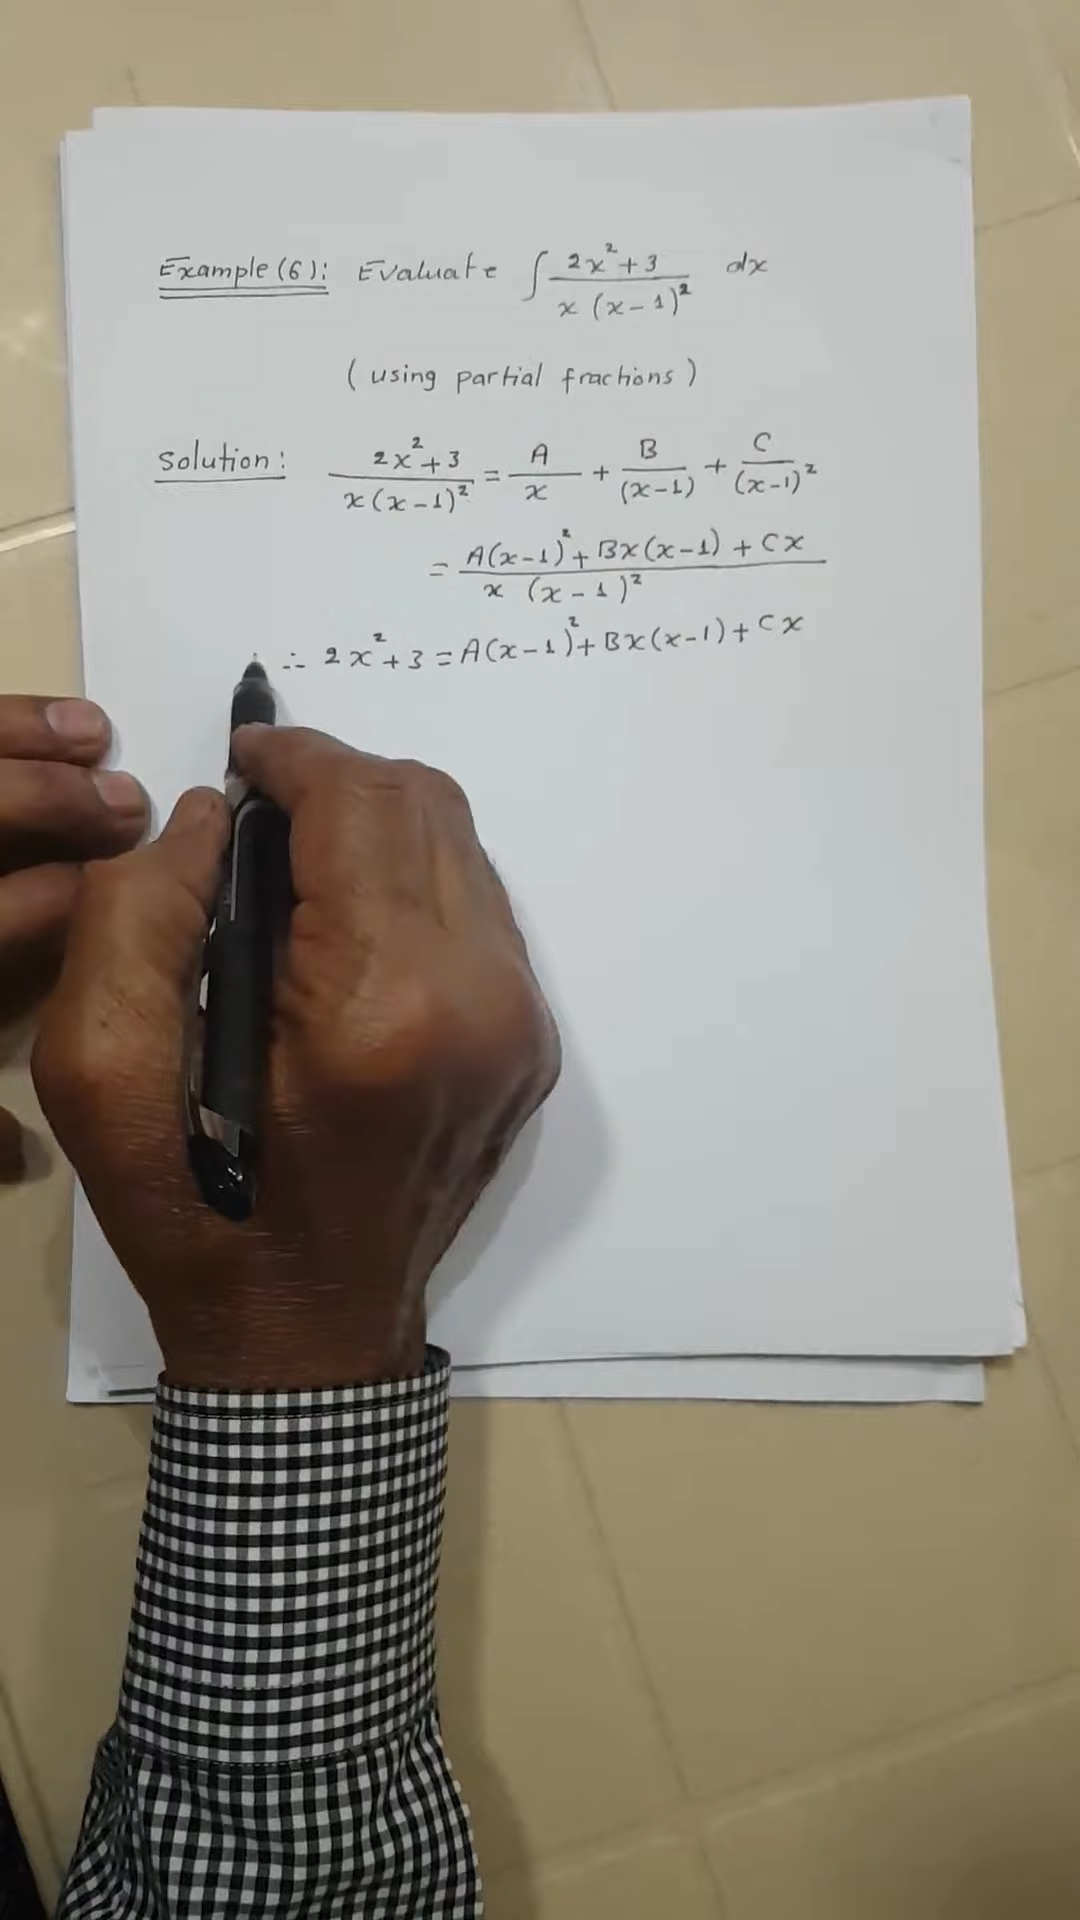 Example(6): Evaluate ∫ (2x²+3)/(x (x-1)²) dx
(using partial fractions)
Solution: (2x²+3)/(x(x-1)²) = A/x + B/(x-1) + C/(x-1)²
= (A(x-1)² + Bx(x-1) + Cx)/(x (x-1)²)
∴ 2x²+3 = A(x-1)² + Bx(x-1) + Cx